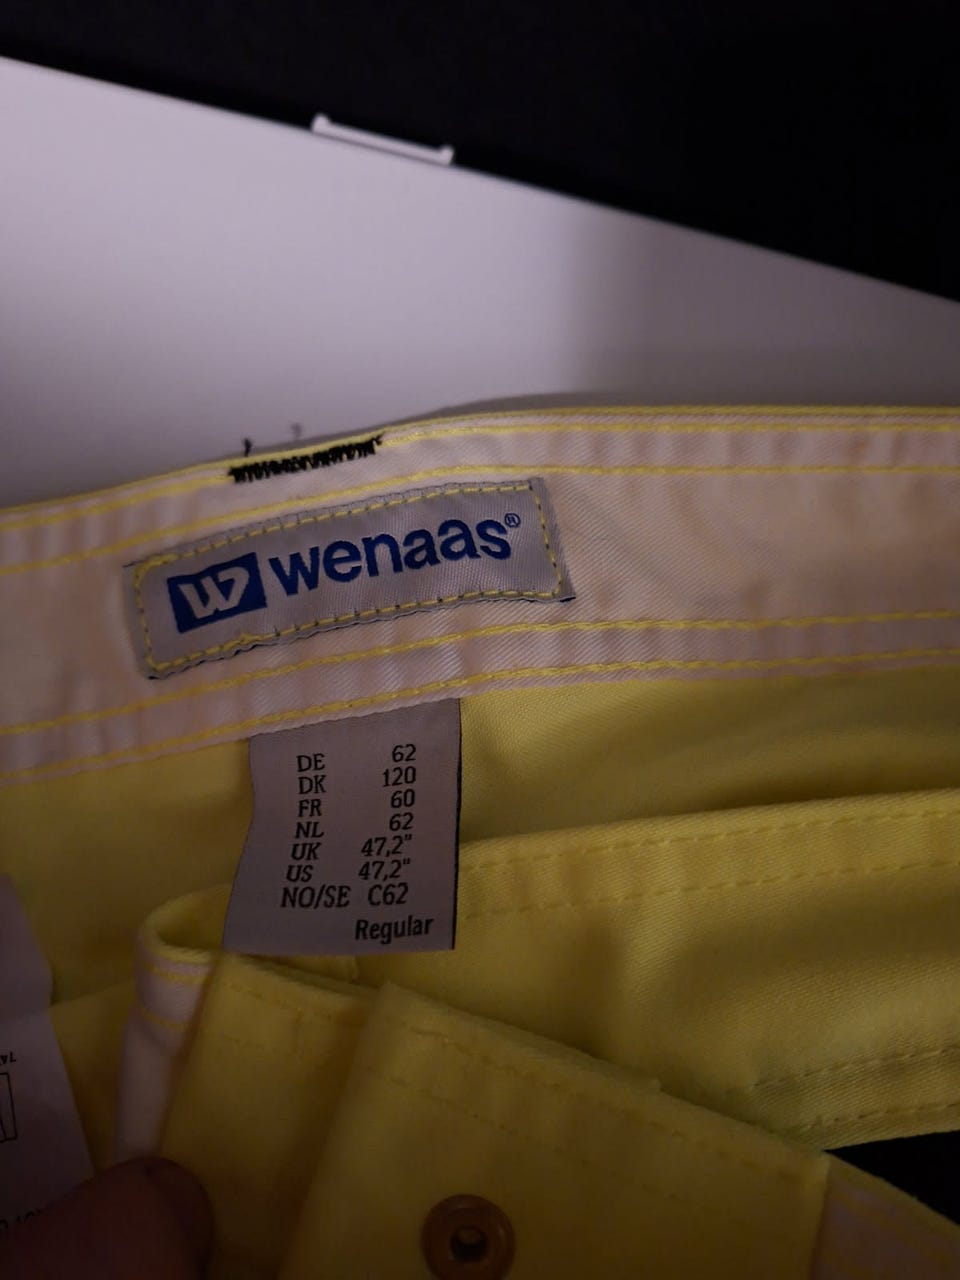 W wenaas®
DE 62
DK 120
FR 60
NL 62
UK 47,2"
US 47,2"
NO/SE C62
Regular